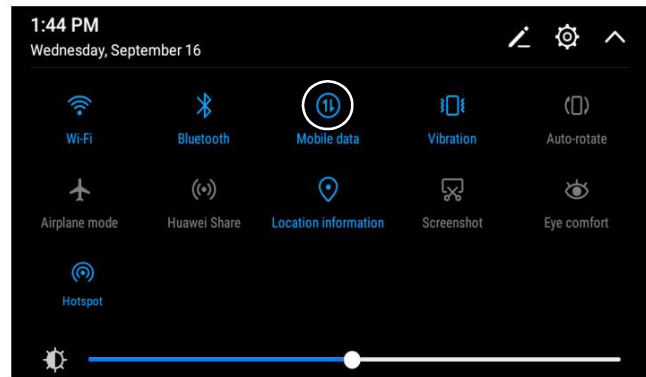 1:44 PM
Wednesday, September 16
Wi-Fi Bluetooth Mobile data Vibration Auto-rotate
Airplane mode Huawei Share Location information Screenshot Eye comfort
Hotspot